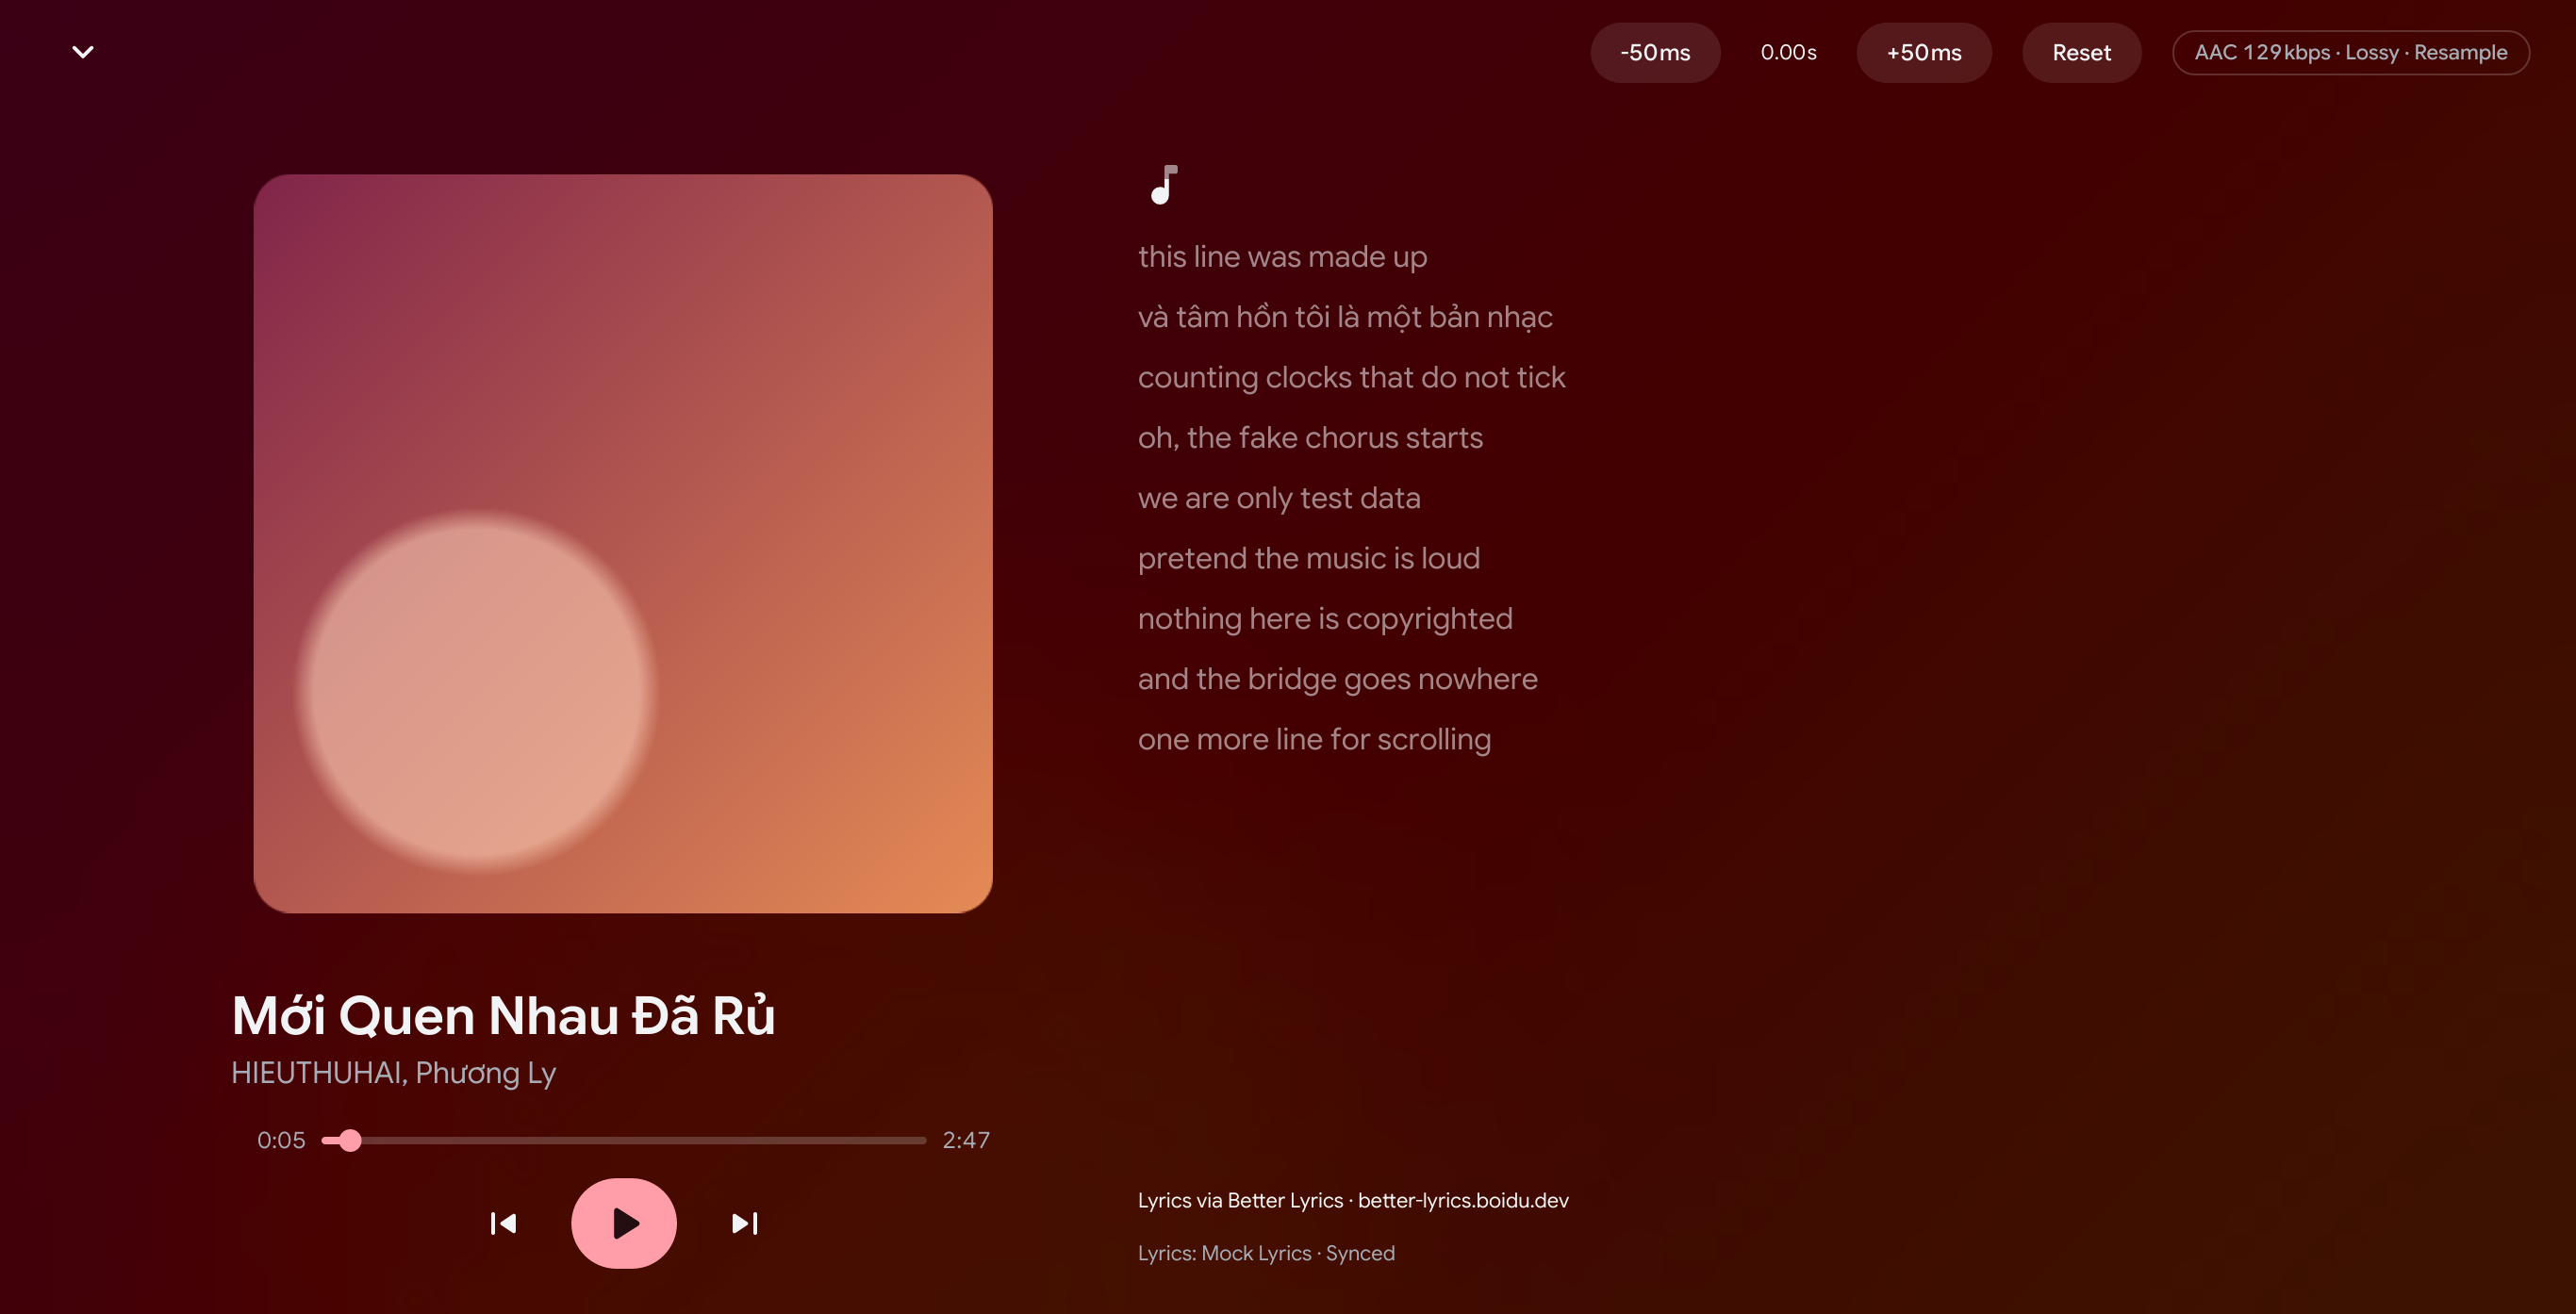 -50ms 0.00s +50ms Reset AAC 129kbps · Lossy · Resample
this line was made up
và tâm hồn tôi là một bản nhạc
counting clocks that do not tick
oh, the fake chorus starts
we are only test data
pretend the music is loud
nothing here is copyrighted
and the bridge goes nowhere
one more line for scrolling
Mới Quen Nhau Đã Rủ
HIEUTHUHAI, Phương Ly
0:05 2:47
Lyrics via Better Lyrics · better-lyrics.boidu.dev
Lyrics: Mock Lyrics · Synced